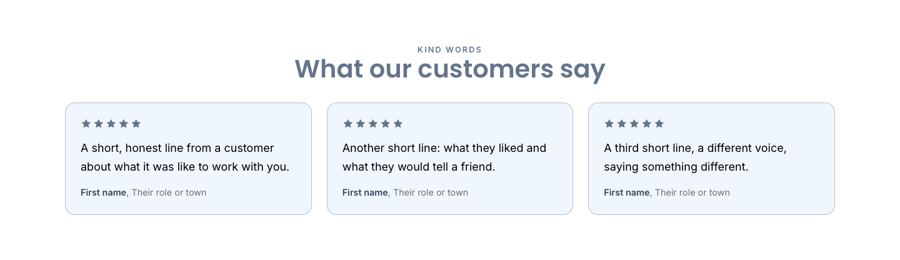 KIND WORDS
What our customers say
A short, honest line from a customer
about what it was like to work with you.
First name, Their role or town
Another short line: what they liked and
what they would tell a friend.
First name, Their role or town
A third short line, a different voice,
saying something different.
First name, Their role or town